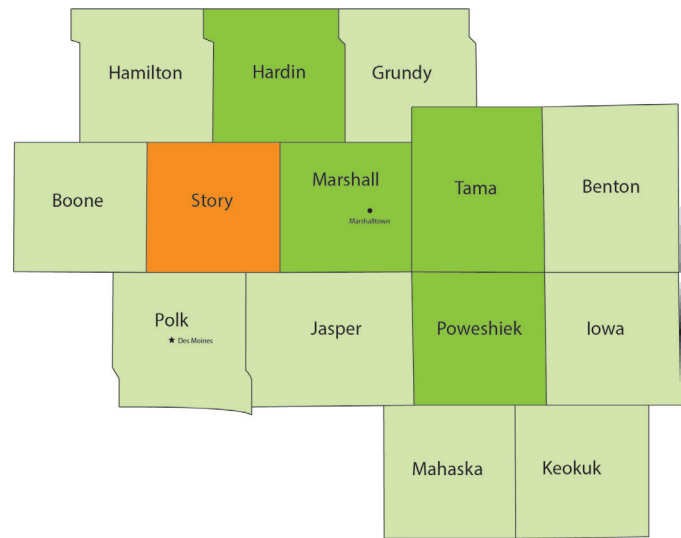 Hamilton
Hardin
Grundy
Boone
Story
Marshall
Marshalltown
Tama
Benton
Polk
Des Moines
Jasper
Poweshiek
Iowa
Mahaska
Keokuk